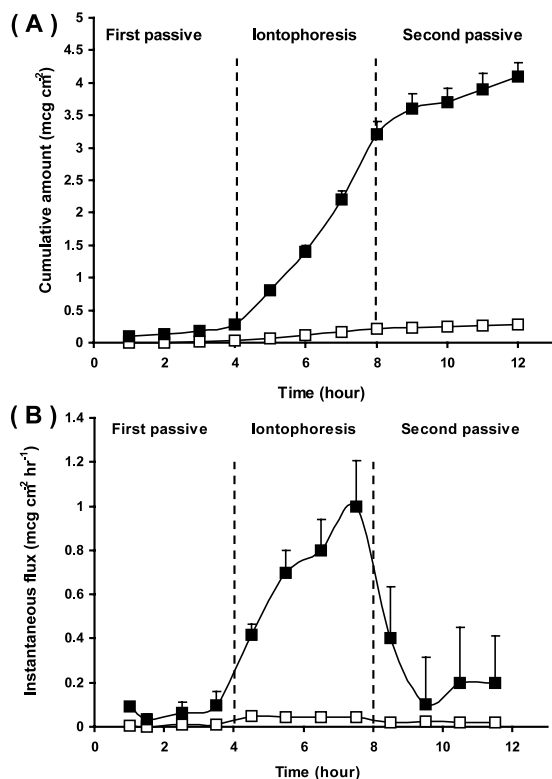 ( A )
First passive Iontophoresis Second passive
Cumulative amount (mcg cm²)
5
4.5
4
3.5
3
2.5
2
1.5
1
0.5
0
0 2 4 6 8 10 12
Time (hour)
( B )
First passive Iontophoresis Second passive
Instantaneous flux (mcg cm⁻² hr⁻¹)
1.4
1.2
1
0.8
0.6
0.4
0.2
0
0 2 4 6 8 10 12
Time (hour)